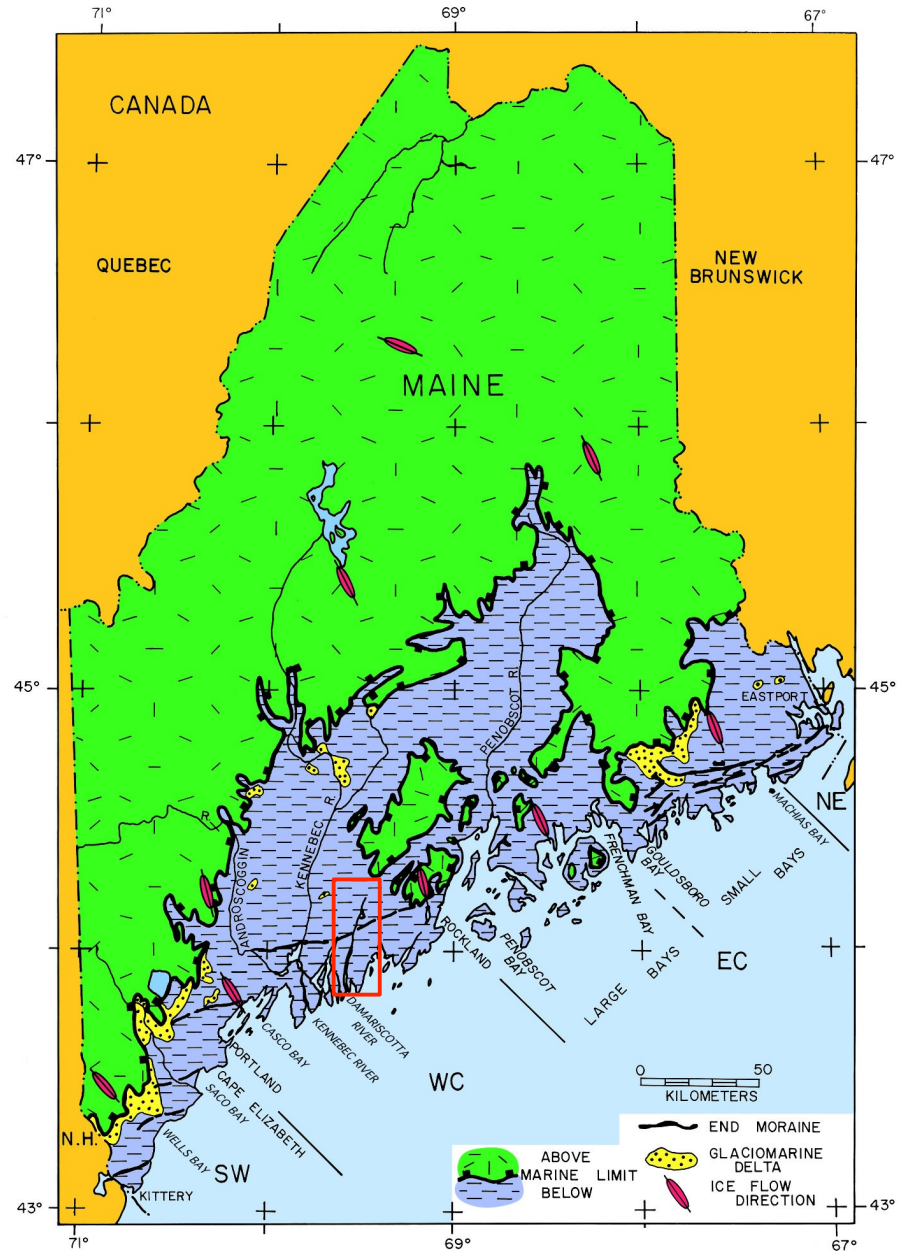 71°
69°
67°
CANADA
47°
47°
QUEBEC
NEW
BRUNSWICK
MAINE
45°
45°
PENOBSCOT R.
EASTPORT
R.
ANDROSCOGGIN
KENNEBEC R.
NE
MACHIAS BAY
SMALL BAYS
GOULDSBORO
BAY
FRENCHMAN BAY
ROCKLAND
PENOBSCOT
BAY
EC
LARGE BAYS
DAMARISCOTTA
RIVER
KENNEBEC RIVER
CASCO BAY
PORTLAND
CAPE ELIZABETH
SACO BAY
WC
0 50
KILOMETERS
N.H.
WELLS BAY
SW
KITTERY
ABOVE
MARINE LIMIT
BELOW
END MORAINE
GLACIOMARINE
DELTA
ICE FLOW
DIRECTION
43°
43°
71°
69°
67°